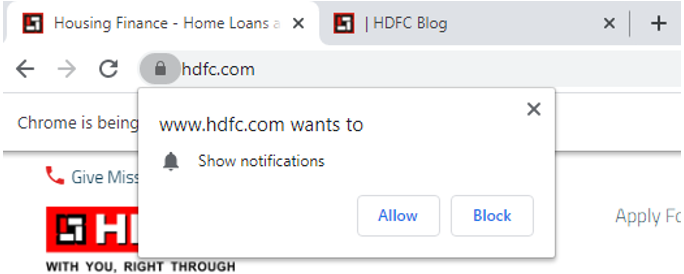 Housing Finance - Home Loans a
| HDFC Blog
hdfc.com
Chrome is being
www.hdfc.com wants to
Show notifications
Allow
Block
Give Miss
Apply Fo
H
WITH YOU, RIGHT THROUGH